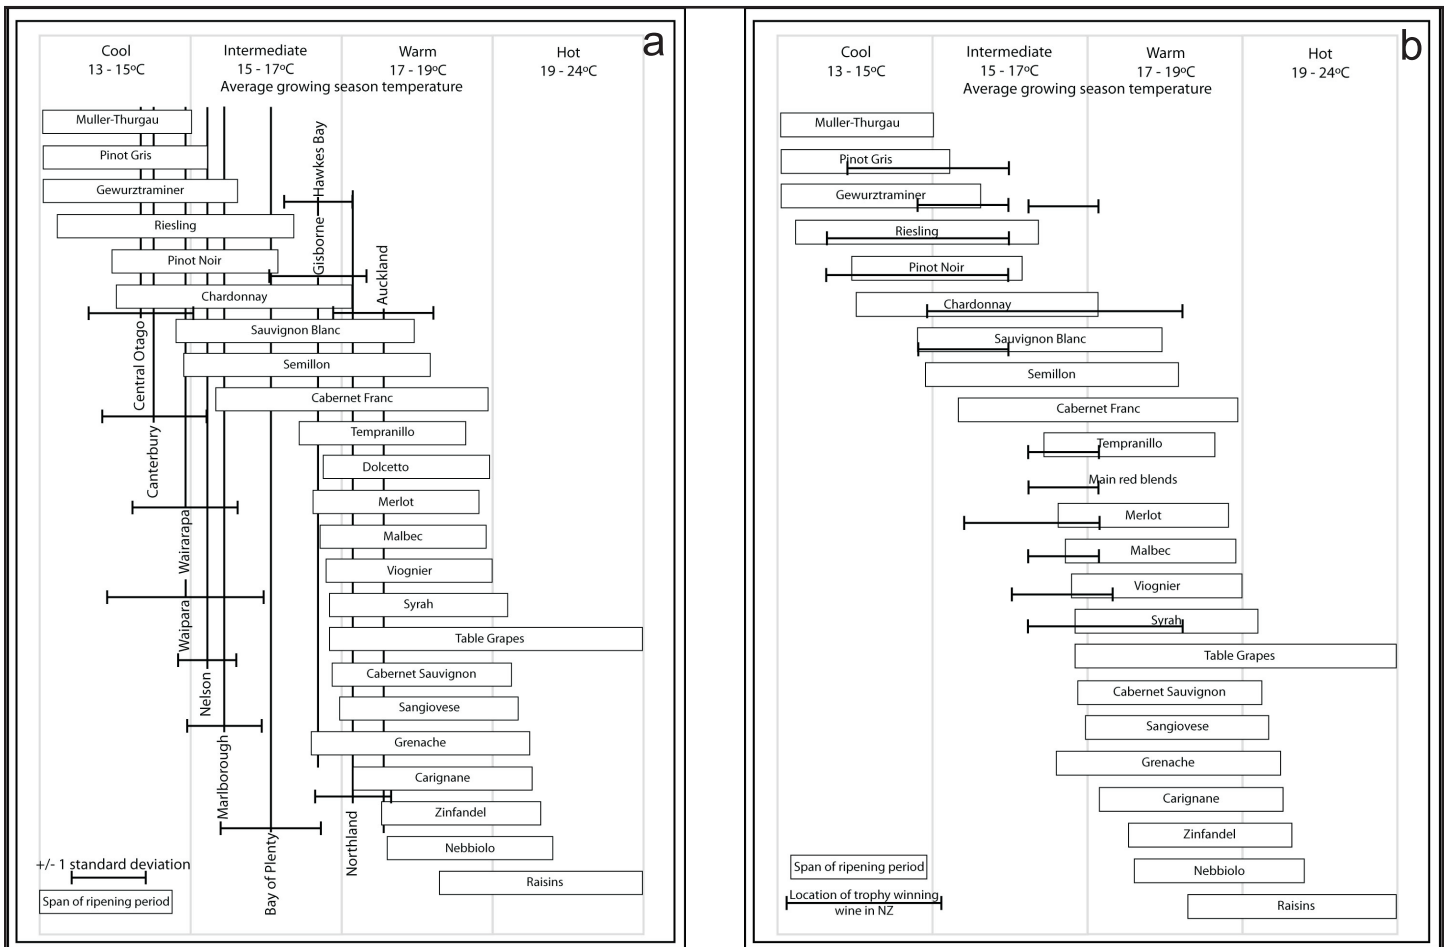 a
Cool
13 - 15ºC
Intermediate
15 - 17ºC
Warm
17 - 19ºC
Hot
19 - 24ºC
Average growing season temperature
Muller-Thurgau
Pinot Gris
Gewurztraminer
Riesling
Pinot Noir
Chardonnay
Sauvignon Blanc
Semillon
Cabernet Franc
Tempranillo
Dolcetto
Merlot
Malbec
Viognier
Syrah
Table Grapes
Cabernet Sauvignon
Sangiovese
Grenache
Carignane
Zinfandel
Nebbiolo
Raisins
Central Otago
Canterbury
Wairarapa
Waipara
Nelson
Marlborough
Bay of Plenty
Gisborne
Hawkes Bay
Northland
Auckland
+/- 1 standard deviation
Span of ripening period
b
Cool
13 - 15ºC
Intermediate
15 - 17ºC
Warm
17 - 19ºC
Hot
19 - 24ºC
Average growing season temperature
Muller-Thurgau
Pinot Gris
Gewurztraminer
Riesling
Pinot Noir
Chardonnay
Sauvignon Blanc
Semillon
Cabernet Franc
Tempranillo
Main red blends
Merlot
Malbec
Viognier
Syrah
Table Grapes
Cabernet Sauvignon
Sangiovese
Grenache
Carignane
Zinfandel
Nebbiolo
Raisins
Span of ripening period
Location of trophy winning
wine in NZ